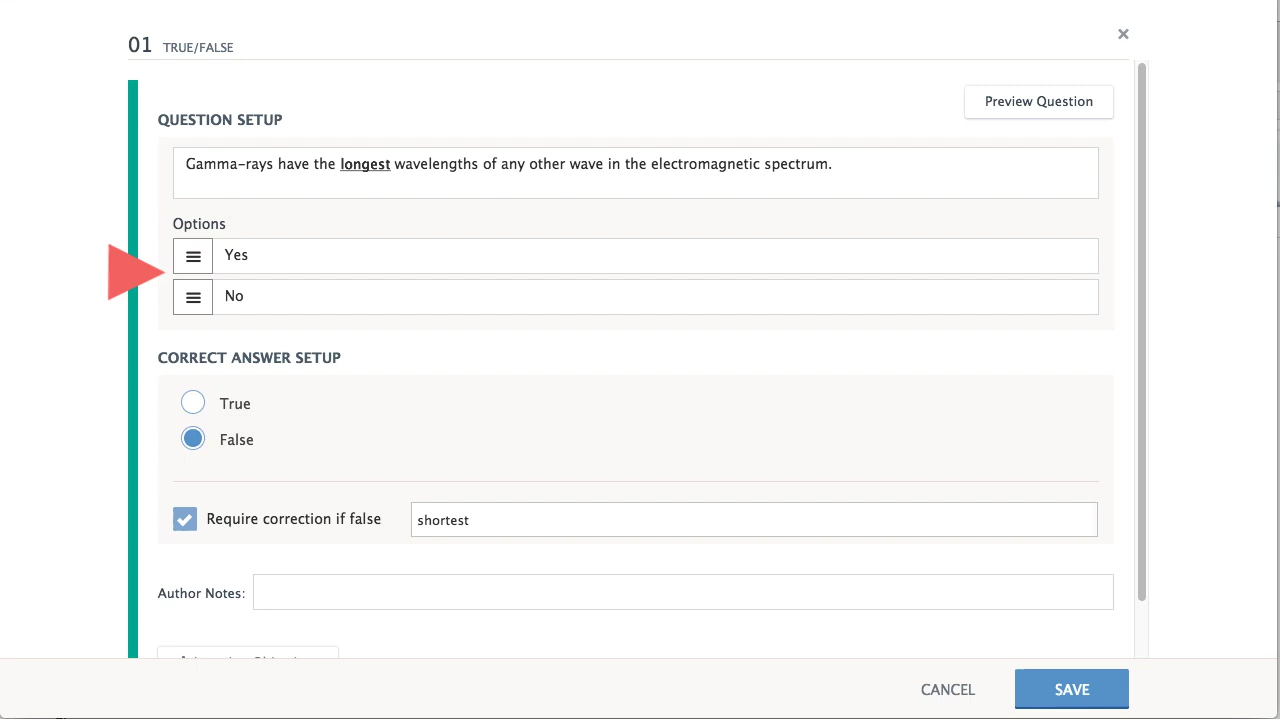 01 TRUE/FALSE
×
Preview Question
QUESTION SETUP
Gamma-rays have the longest wavelengths of any other wave in the electromagnetic spectrum.
Options
Yes
No
CORRECT ANSWER SETUP
True
False
Require correction if false
shortest
Author Notes:
CANCEL
SAVE